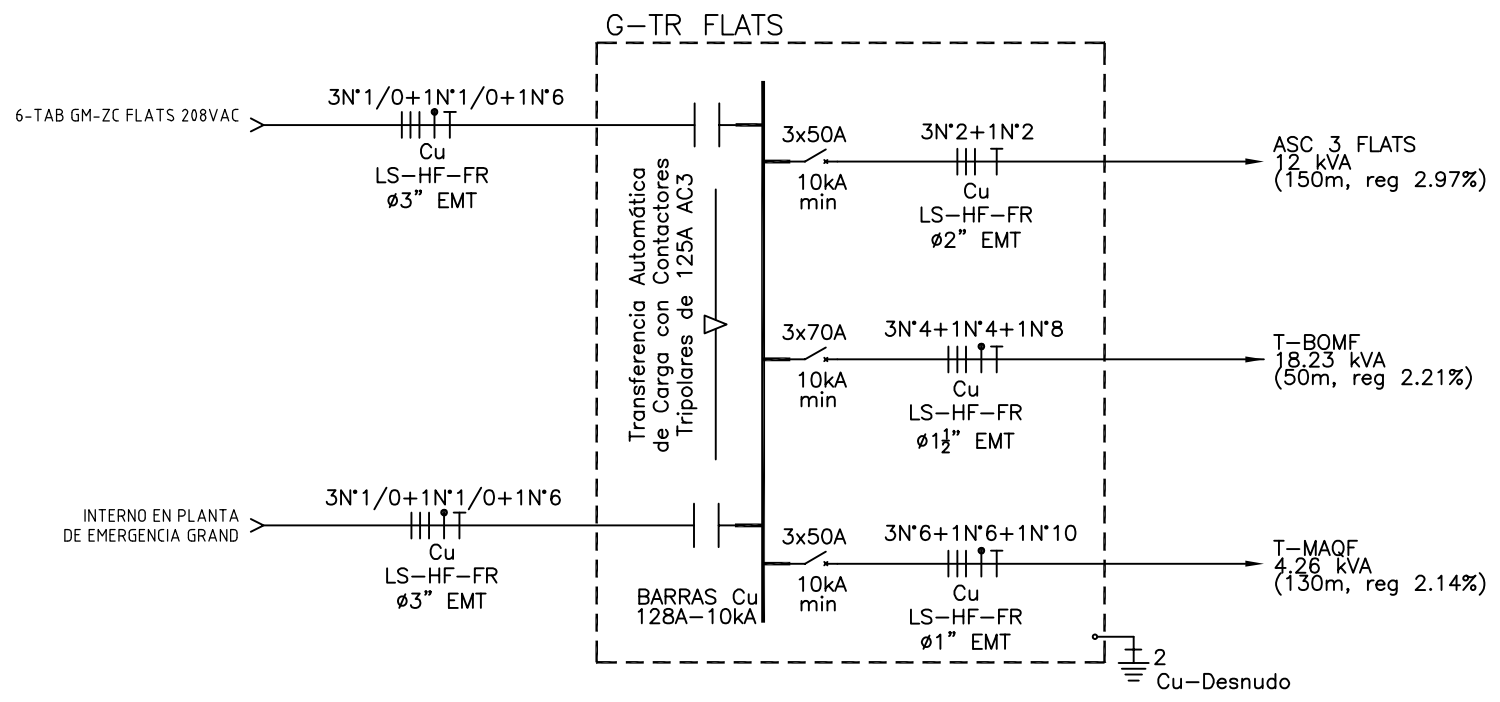 G-TR FLATS
6-TAB GM-ZC FLATS 208VAC
3N°1/0+1N°1/0+1N°6
Cu
LS-HF-FR
ø3" EMT
INTERNO EN PLANTA
DE EMERGENCIA GRAND
3N°1/0+1N°1/0+1N°6
Cu
LS-HF-FR
ø3" EMT
Transferencia Automática
de Carga con Contactores
Tripolares de 125A AC3
BARRAS Cu
128A-10kA
3x50A
10kA
min
3N°2+1N°2
Cu
LS-HF-FR
ø2" EMT
ASC 3 FLATS
12 kVA
(150m, reg 2.97%)
3x70A
10kA
min
3N°4+1N°4+1N°8
Cu
LS-HF-FR
ø1½" EMT
T-BOMF
18.23 kVA
(50m, reg 2.21%)
3x50A
10kA
min
3N°6+1N°6+1N°10
Cu
LS-HF-FR
ø1" EMT
T-MAQF
4.26 kVA
(130m, reg 2.14%)
2
Cu-Desnudo